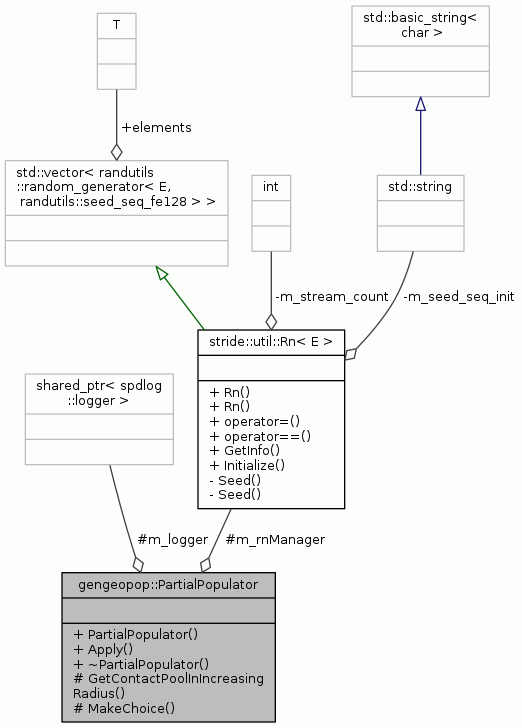 T
std::basic_string<
char >
+elements
std::vector< randutils
::random_generator< E,
randutils::seed_seq_fe128 > >
int
std::string
-m_stream_count
-m_seed_seq_init
stride::util::Rn< E >
+ Rn()
+ Rn()
+ operator=()
+ operator==()
+ GetInfo()
+ Initialize()
- Seed()
- Seed()
shared_ptr< spdlog
::logger >
#m_logger
#m_rnManager
gengeopop::PartialPopulator
+ PartialPopulator()
+ Apply()
+ ~PartialPopulator()
# GetContactPoolInIncreasing
Radius()
# MakeChoice()